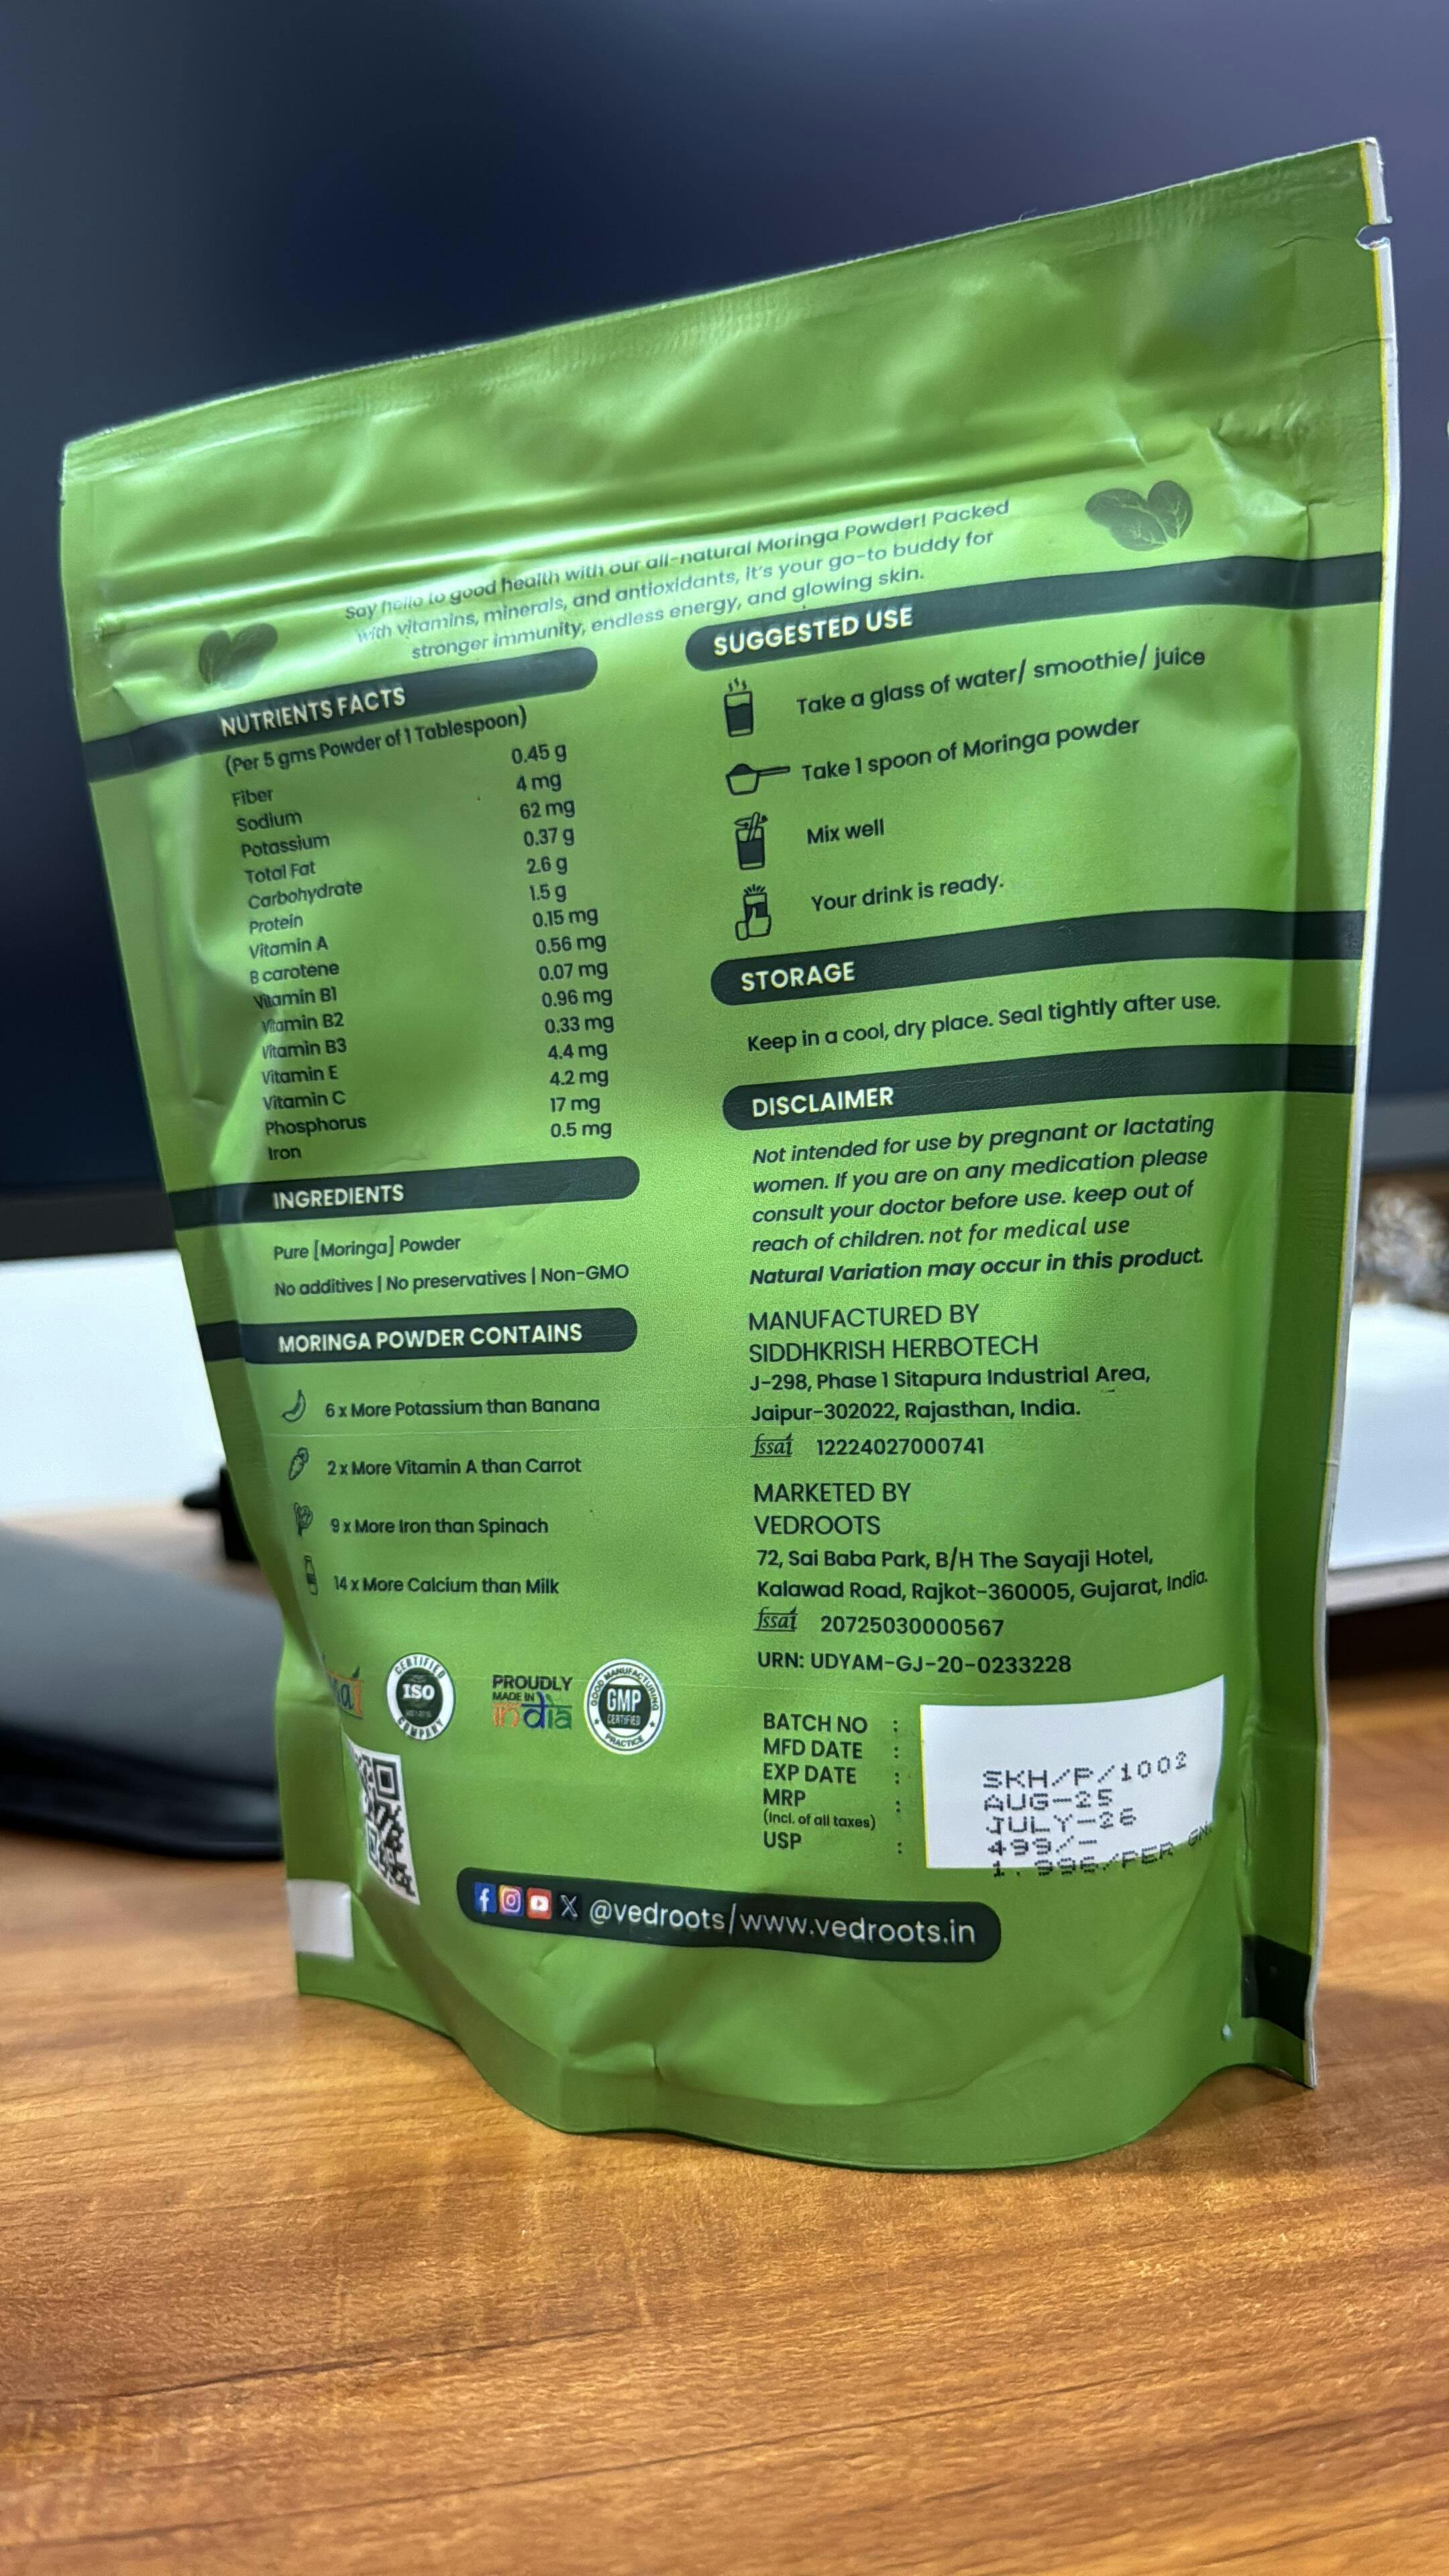 Say hello to good health with our all-natural Moringa Powder! Packed
with vitamins, minerals, and antioxidants, it's your go-to buddy for
stronger immunity, endless energy, and glowing skin.
NUTRIENTS FACTS
(Per 5 gms Powder of 1 Tablespoon)
Fiber 0.45 g
Sodium 4 mg
Potassium 62 mg
Total Fat 0.37 g
Carbohydrate 2.6 g
Protein 1.5 g
Vitamin A 0.15 mg
B carotene 0.56 mg
Vitamin B1 0.07 mg
Vitamin B2 0.96 mg
Vitamin B3 0.33 mg
Vitamin E 4.4 mg
Vitamin C 4.2 mg
Phosphorus 17 mg
Iron 0.5 mg
INGREDIENTS
Pure [Moringa] Powder
No additives | No preservatives | Non-GMO
MORINGA POWDER CONTAINS
6 x More Potassium than Banana
2 x More Vitamin A than Carrot
9 x More Iron than Spinach
14 x More Calcium than Milk
CERTIFIED
ISO
COMPANY
PROUDLY
MADE IN
india
GOOD MANUFACTURING
GMP
CERTIFIED
PRACTICE
SUGGESTED USE
Take a glass of water/ smoothie/ juice
Take 1 spoon of Moringa powder
Mix well
Your drink is ready.
STORAGE
Keep in a cool, dry place. Seal tightly after use.
DISCLAIMER
Not intended for use by pregnant or lactating
women. If you are on any medication please
consult your doctor before use. keep out of
reach of children. not for medical use
Natural Variation may occur in this product.
MANUFACTURED BY
SIDDHKRISH HERBOTECH
J-298, Phase 1 Sitapura Industrial Area,
Jaipur-302022, Rajasthan, India.
fssai 12224027000741
MARKETED BY
VEDROOTS
72, Sai Baba Park, B/H The Sayaji Hotel,
Kalawad Road, Rajkot-360005, Gujarat, India.
fssai 20725030000567
URN: UDYAM-GJ-20-0233228
BATCH NO : SKH/P/1002
MFD DATE : AUG-25
EXP DATE : JULY-26
MRP : 499/-
(Incl. of all taxes)
USP : 1.996/PER
@vedroots/www.vedroots.in